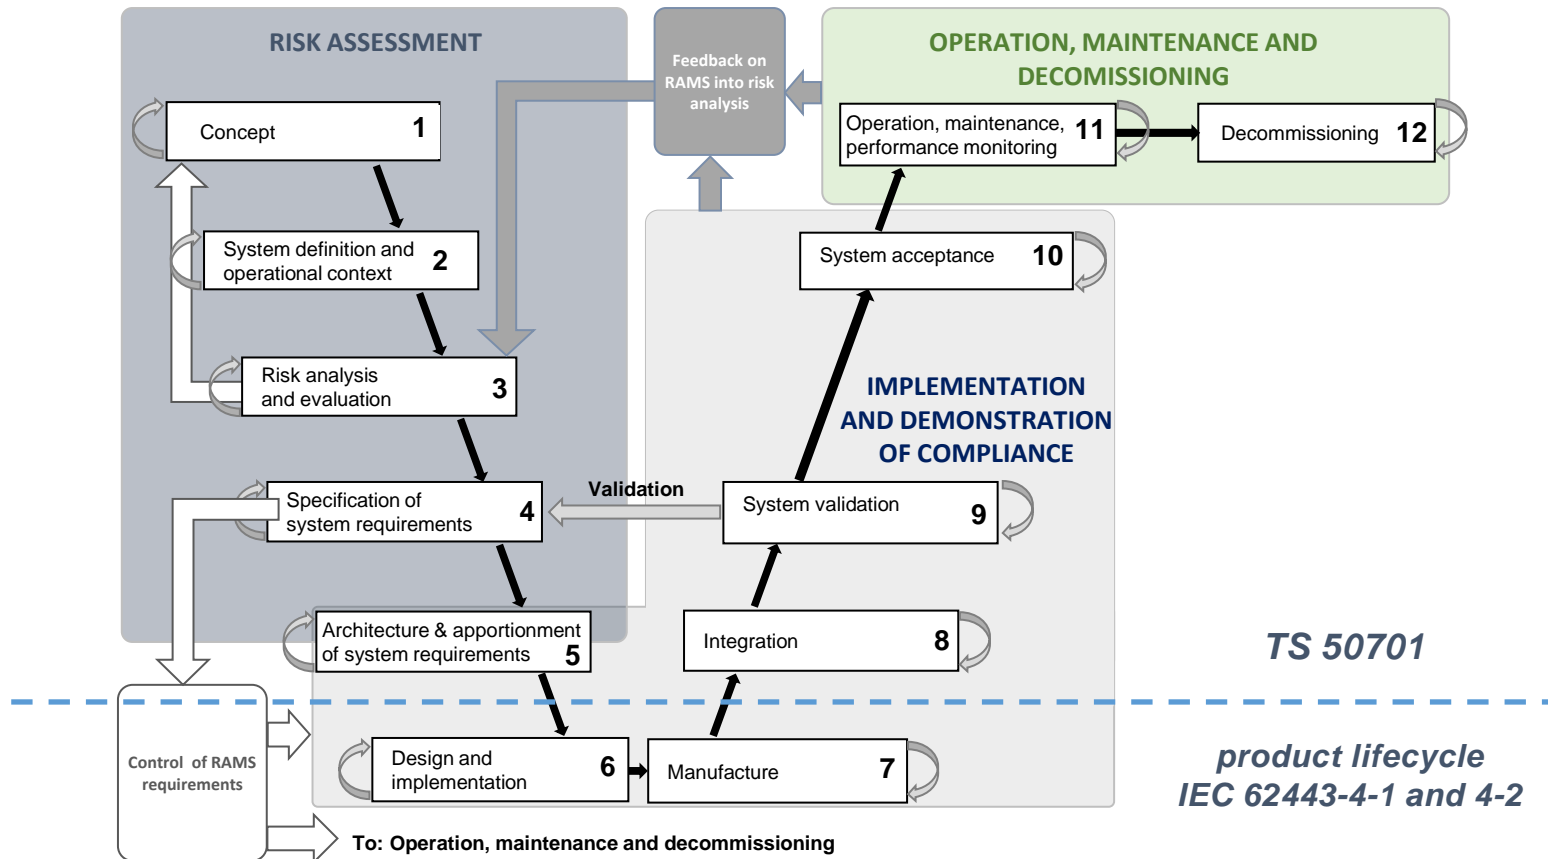 RISK ASSESSMENT
Feedback on
RAMS into risk
analysis
OPERATION, MAINTENANCE AND
DECOMISSIONING
Concept
1
Operation, maintenance,
performance monitoring
11
Decommissioning
12
System definition and
operational context
2
System acceptance
10
Risk analysis
and evaluation
3
IMPLEMENTATION
AND DEMONSTRATION
OF COMPLIANCE
Specification of
system requirements
4
Validation
System validation
9
Architecture & apportionment
of system requirements
5
Integration
8
TS 50701
Control of RAMS
requirements
Design and
implementation
6
Manufacture
7
product lifecycle
IEC 62443-4-1 and 4-2
To: Operation, maintenance and decommissioning